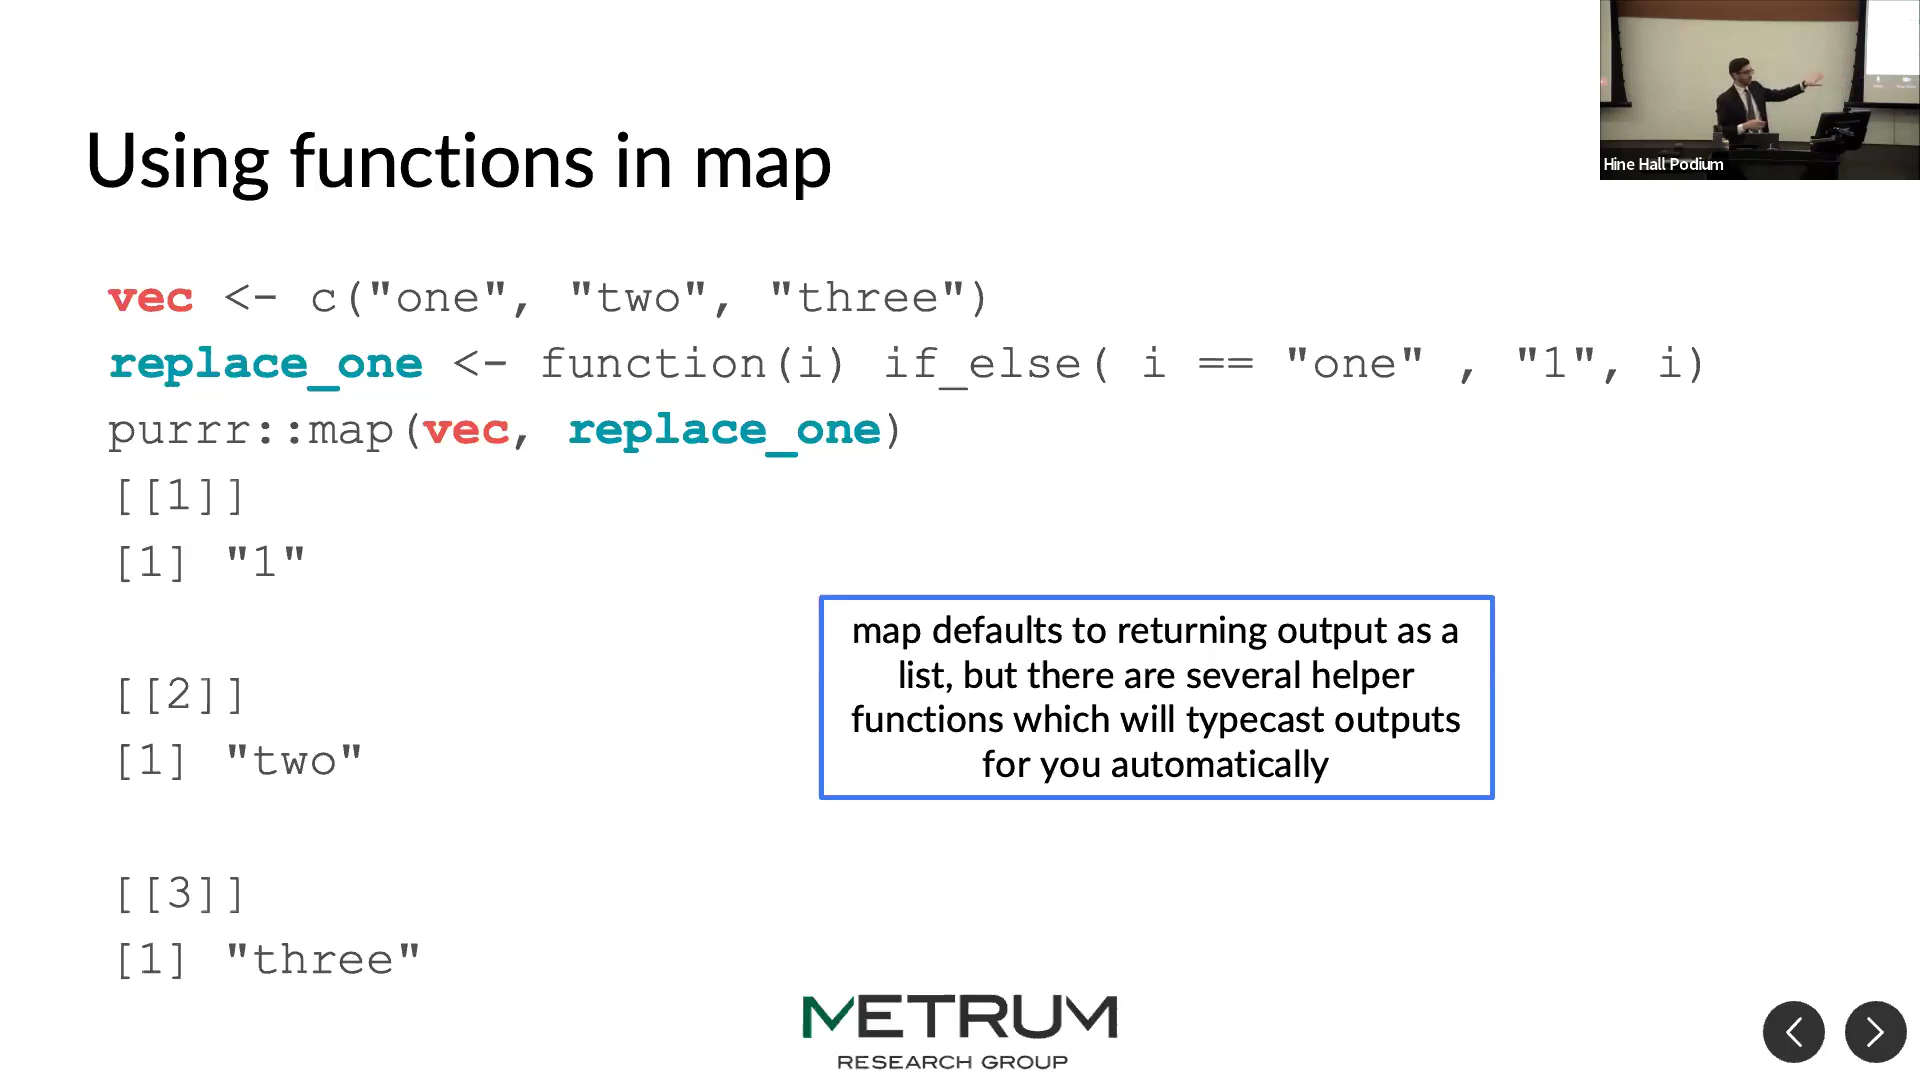 Hine Hall Podium
Using functions in map
vec <- c("one", "two", "three")
replace_one <- function(i) if_else( i == "one" , "1", i)
purrr::map(vec, replace_one)
[[1]]
[1] "1"
[[2]]
[1] "two"
[[3]]
[1] "three"
map defaults to returning output as a
list, but there are several helper
functions which will typecast outputs
for you automatically
METRUM
RESEARCH GROUP